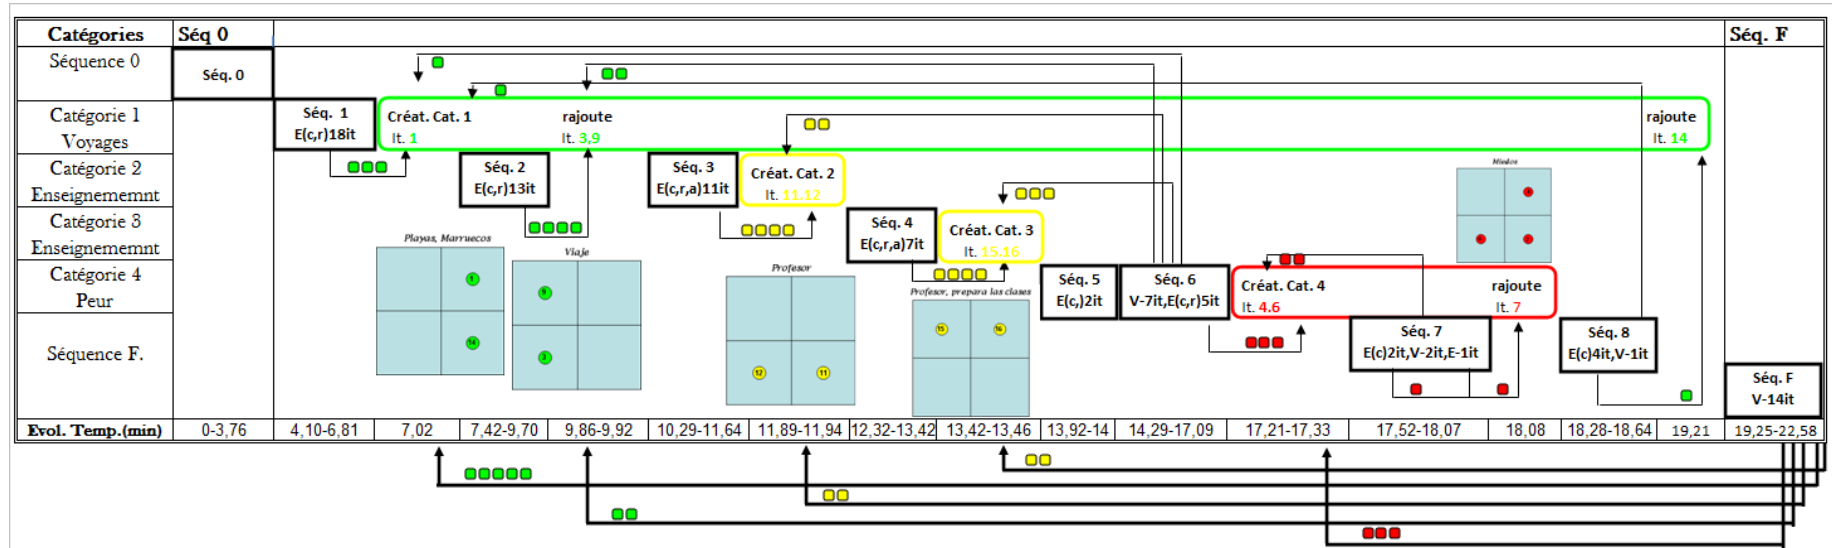 Catégories
Séq 0
Séq. F
Séquence 0
Séq. 0
Catégorie 1
Voyages
Séq. 1
E(c,r)18it
Créat. Cat. 1
It. 1
rajoute
It. 3,9
rajoute
It. 14
Catégorie 2
Enseignememnt
Séq. 2
E(c,r)13it
Séq. 3
E(c,r,a)11it
Créat. Cat. 2
It. 11.12
Miedos
Catégorie 3
Enseignememnt
Séq. 4
E(c,r,a)7it
Créat. Cat. 3
It. 15.16
Playas, Marruecos
1
14
Viaje
9
3
Profesor
12
11
Profesor, prepara las clases
15
16
Catégorie 4
Peur
Séq. 5
E(c,)2it
Séq. 6
V-7it,E(c,r)5it
Créat. Cat. 4
It. 4.6
rajoute
It. 7
Séquence F.
Séq. 7
E(c)2it,V-2it,E-1it
Séq. 8
E(c)4it,V-1it
Séq. F
V-14it
Evol. Temp.(min)
0-3,76
4,10-6,81
7,02
7,42-9,70
9,86-9,92
10,29-11,64
11,89-11,94
12,32-13,42
13,42-13,46
13,92-14
14,29-17,09
17,21-17,33
17,52-18,07
18,08
18,28-18,64
19,21
19,25-22,58